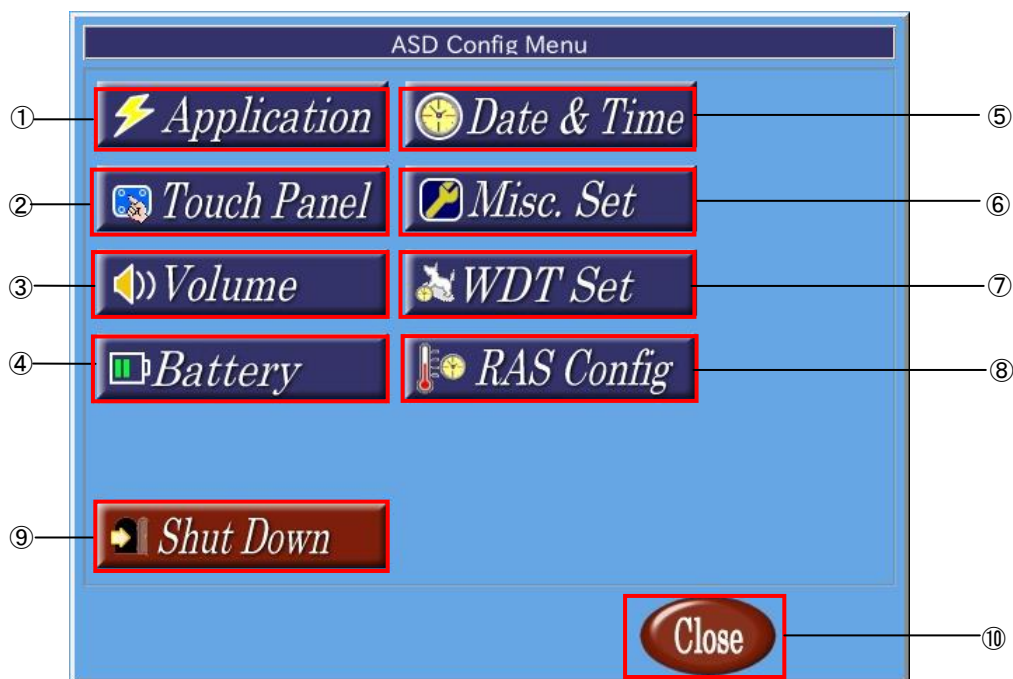 ASD Config Menu
① Application
Date & Time ⑤
② Touch Panel
Misc. Set ⑥
③ Volume
WDT Set ⑦
④ Battery
RAS Config ⑧
⑨ Shut Down
Close ⑩